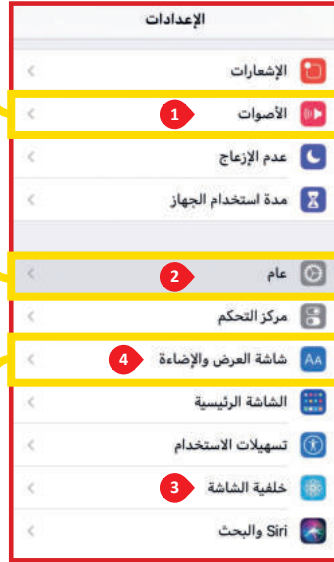 الإعدادات
الإشعارات
الأصوات 1
عدم الإزعاج
مدة استخدام الجهاز
عام 2
مركز التحكم
AA شاشة العرض والإضاءة 4
الشاشة الرئيسية
تسهيلات الاستخدام
خلفية الشاشة 3
Siri والبحث